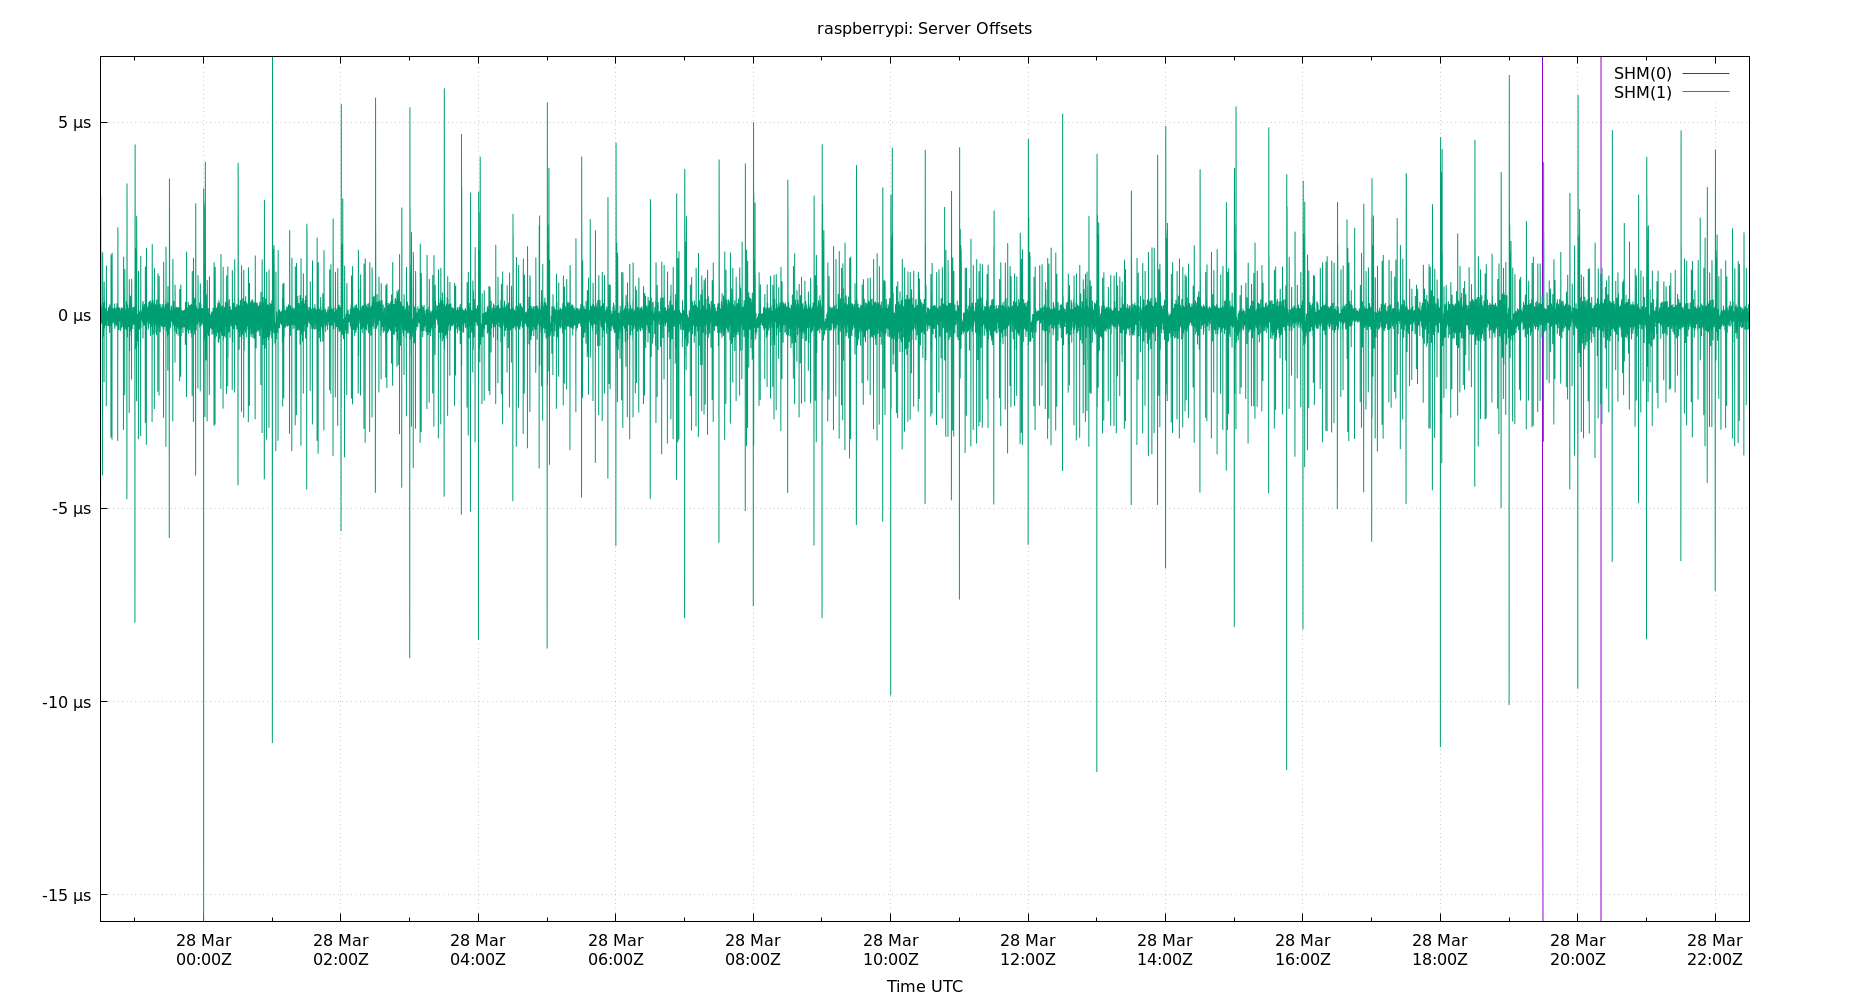 raspberrypi: Server Offsets
SHM(0)
SHM(1)
5 µs
0 µs
-5 µs
-10 µs
-15 µs
28 Mar 28 Mar 28 Mar 28 Mar 28 Mar 28 Mar 28 Mar 28 Mar 28 Mar 28 Mar 28 Mar 28 Mar
00:00Z 02:00Z 04:00Z 06:00Z 08:00Z 10:00Z 12:00Z 14:00Z 16:00Z 18:00Z 20:00Z 22:00Z
Time UTC